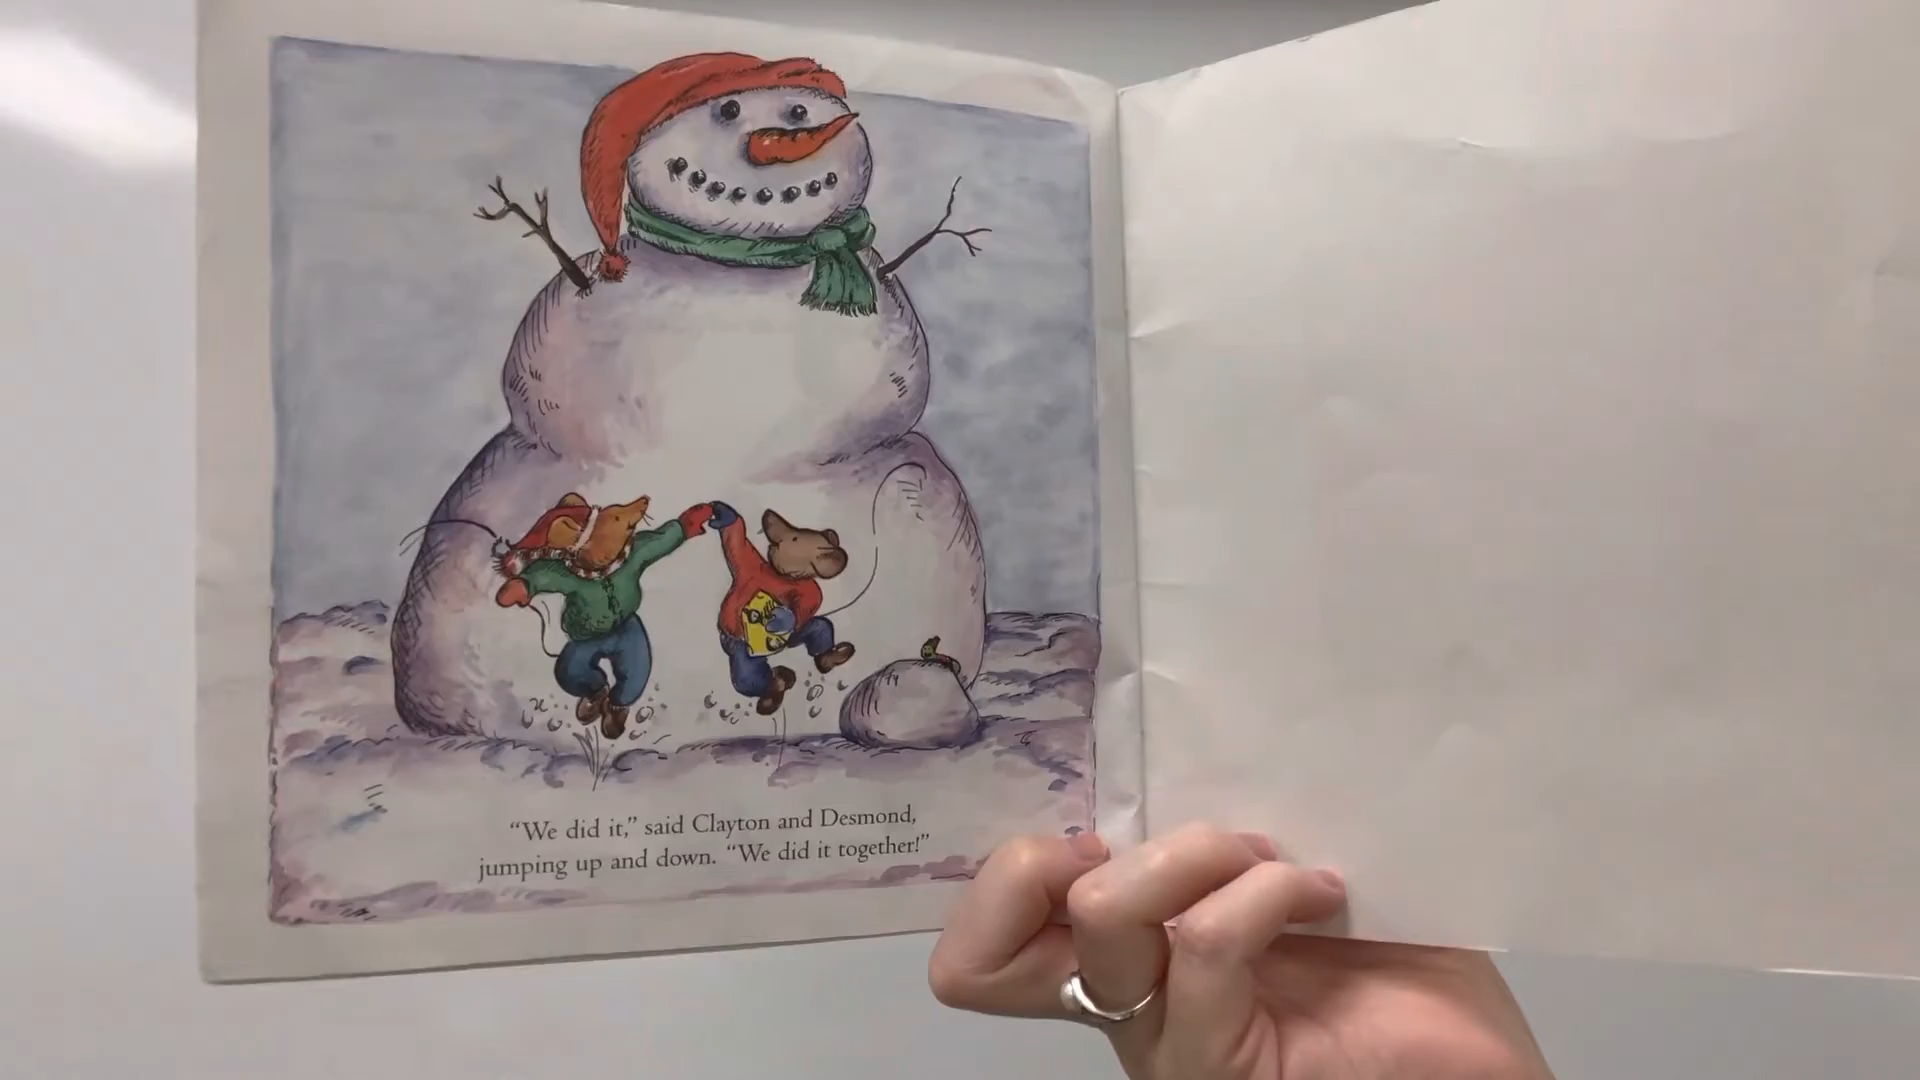 “We did it,” said Clayton and Desmond,
jumping up and down. “We did it together!”